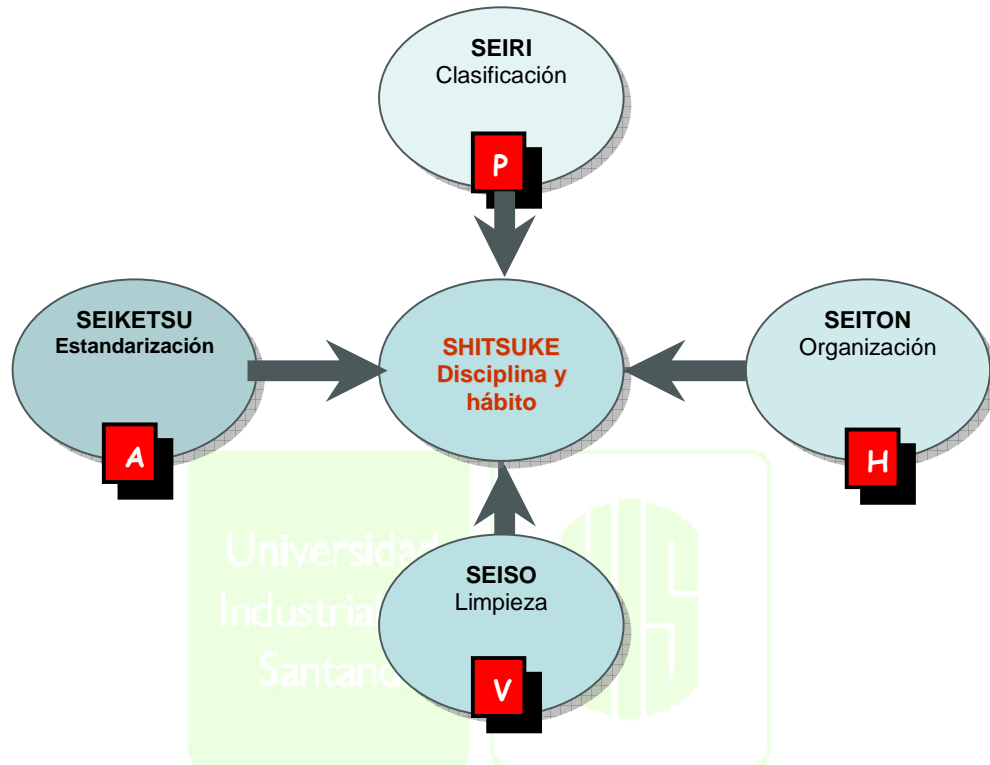 SEIRI
Clasificación
P
SEIKETSU
Estandarización
A
SHITSUKE
Disciplina y
hábito
SEITON
Organización
H
SEISO
Limpieza
V
Universidad
Industrial
Santand